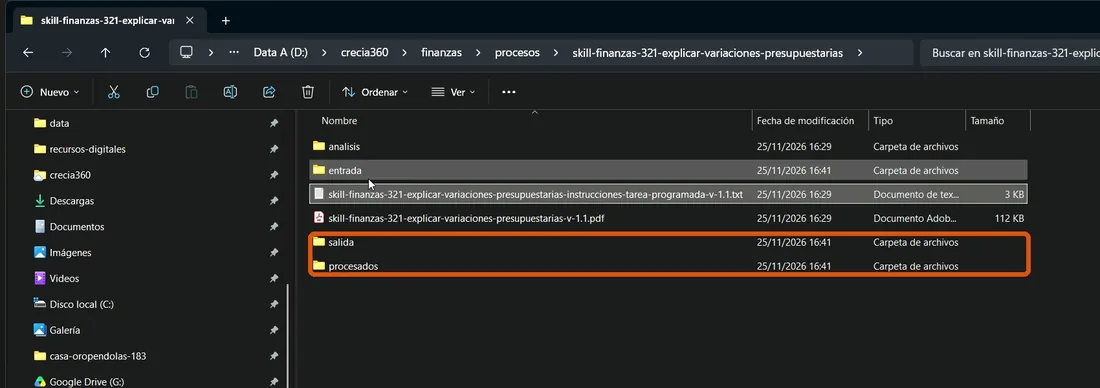 skill-finanzas-321-explicar-vari
Data A (D:) > crecia360 > finanzas > procesos > skill-finanzas-321-explicar-variaciones-presupuestarias >
Buscar en skill-finanzas-321-explic
Nuevo
Ordenar
Ver
Nombre Fecha de modificación Tipo Tamaño
data
recursos-digitales
crecia360
Descargas
Documentos
Imágenes
Videos
Disco local (C:)
Galería
casa-oropendolas-183
Google Drive (G:)
analisis 25/11/2026 16:29 Carpeta de archivos
entrada 25/11/2026 16:41 Carpeta de archivos
skill-finanzas-321-explicar-variaciones-presupuestarias-instrucciones-tarea-programada-v-1.1.txt 25/11/2026 16:29 Documento de tex... 3 KB
skill-finanzas-321-explicar-variaciones-presupuestarias-v-1.1.pdf 25/11/2026 16:29 Documento Adob... 112 KB
salida 25/11/2026 16:41 Carpeta de archivos
procesados 25/11/2026 16:41 Carpeta de archivos